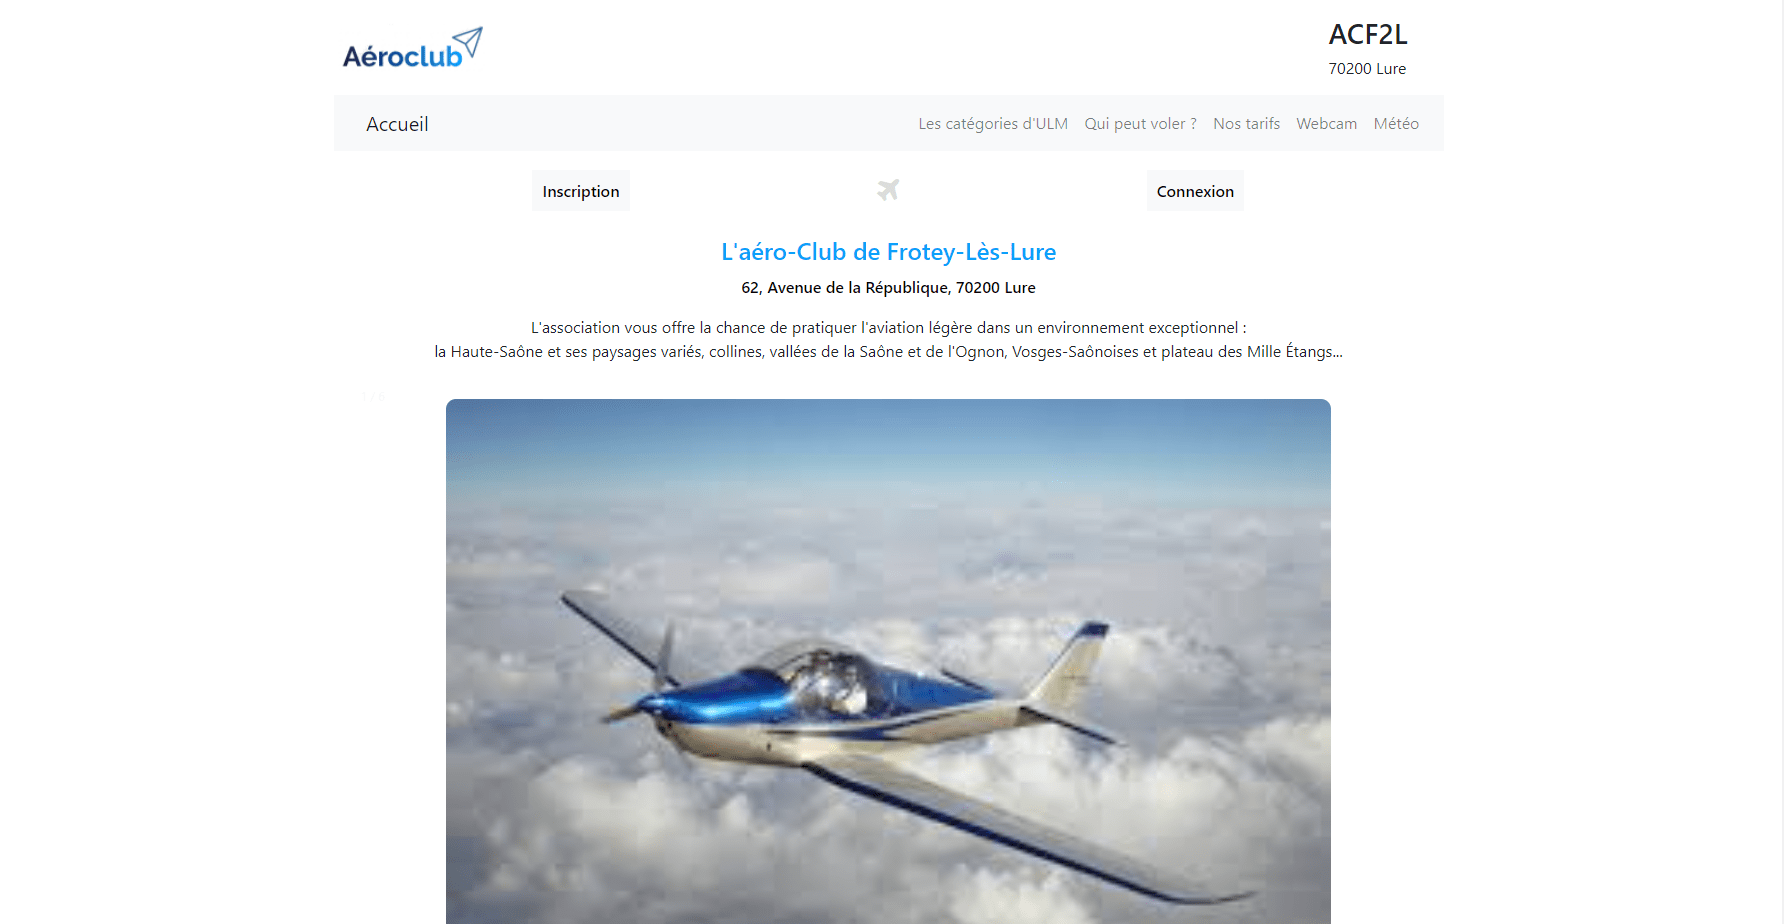 Aéroclub
ACF2L
70200 Lure
Accueil
Les catégories d'ULM
Qui peut voler ?
Nos tarifs
Webcam
Météo
Inscription
Connexion
L'aéro-Club de Frotey-Lès-Lure
62, Avenue de la République, 70200 Lure
L'association vous offre la chance de pratiquer l'aviation légère dans un environnement exceptionnel :
la Haute-Saône et ses paysages variés, collines, vallées de la Saône et de l'Ognon, Vosges-Saônoises et plateau des Mille Étangs...